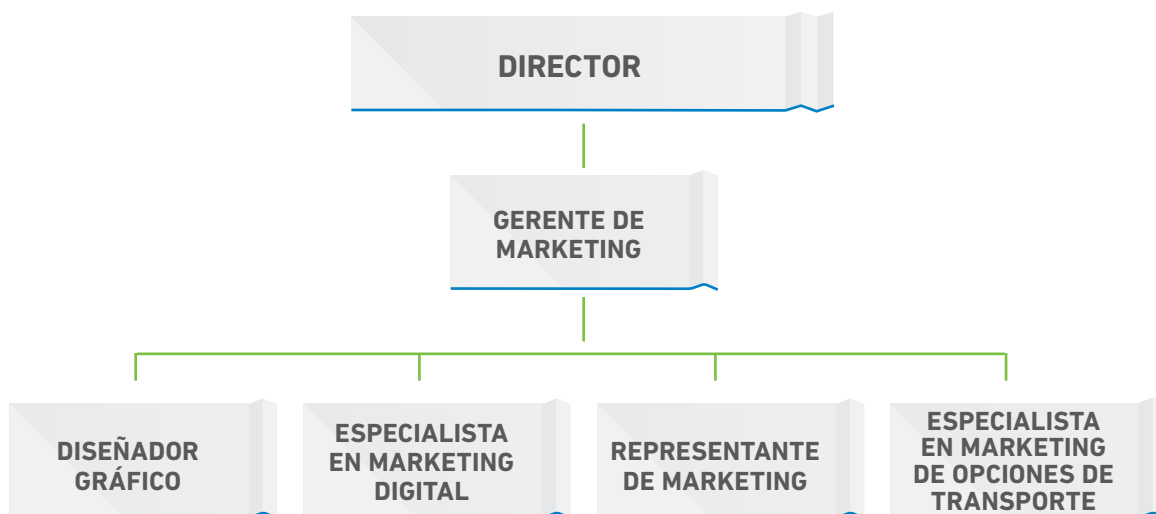 DIRECTOR
GERENTE DE
MARKETING
DISEÑADOR
GRÁFICO
ESPECIALISTA
EN MARKETING
DIGITAL
REPRESENTANTE
DE MARKETING
ESPECIALISTA
EN MARKETING
DE OPCIONES DE
TRANSPORTE